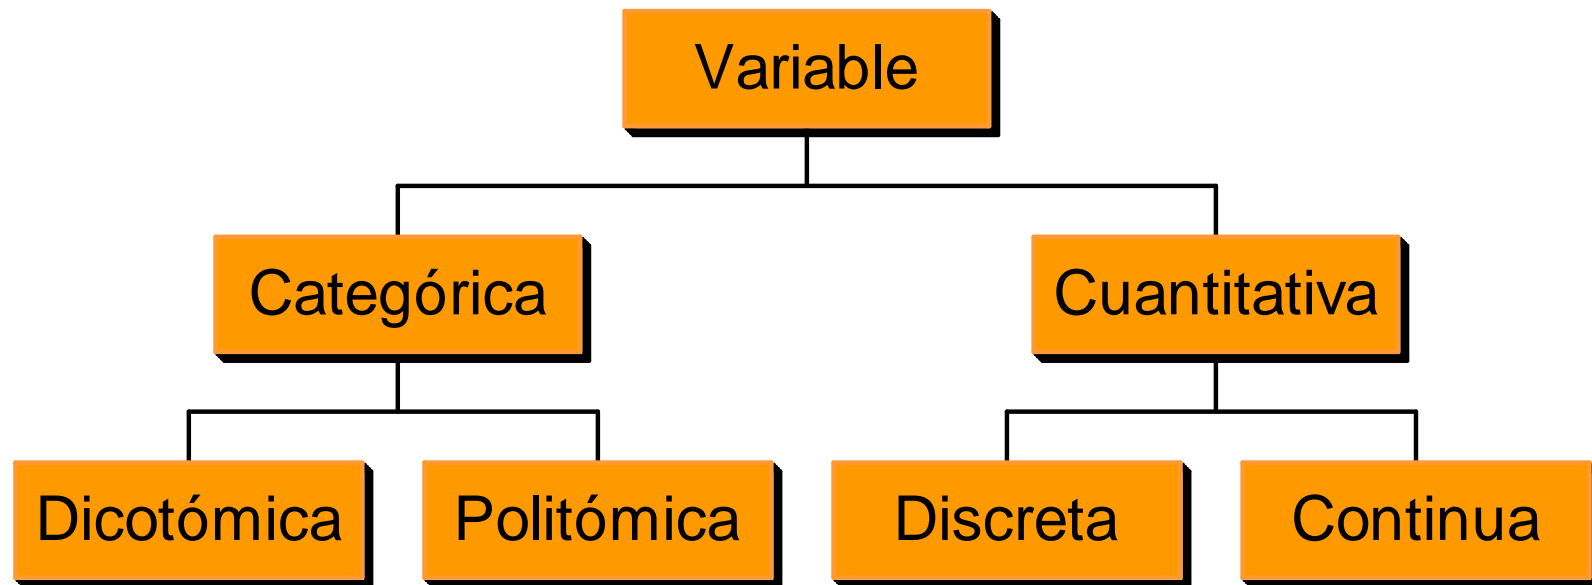 Variable
Categórica
Cuantitativa
Dicotómica
Politómica
Discreta
Continua